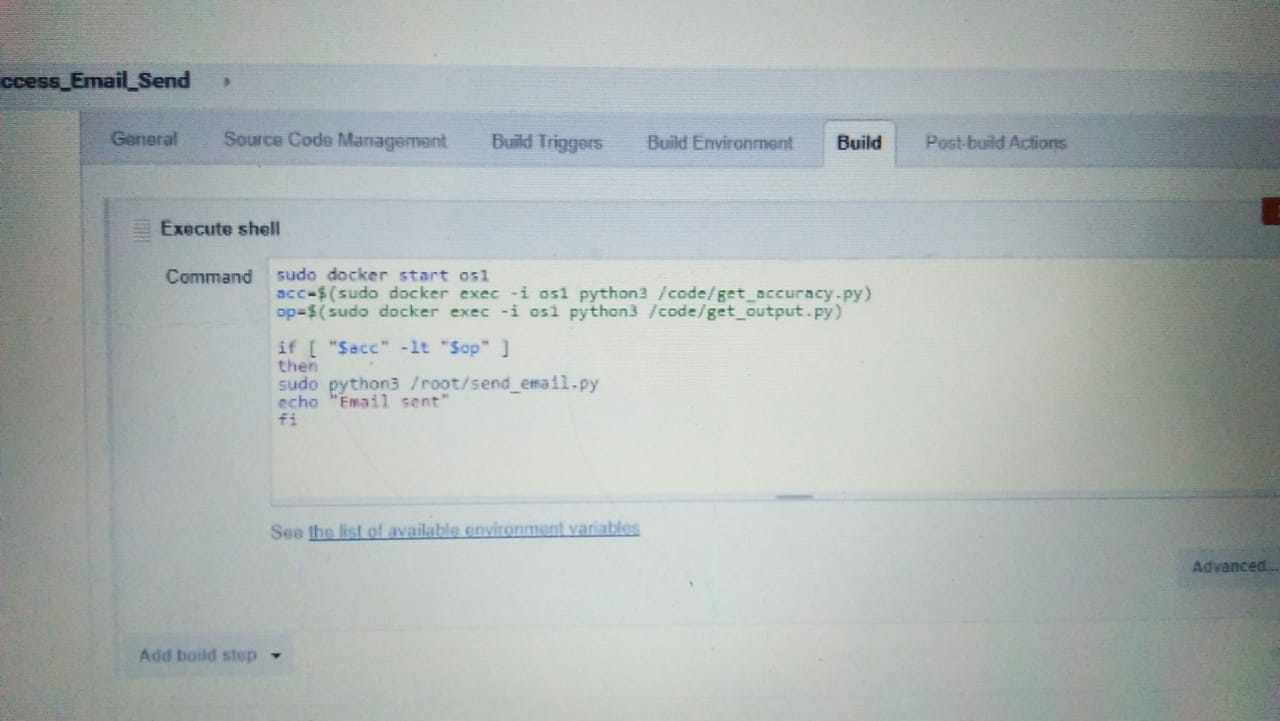 ccess_Email_Send
General Source Code Management Build Triggers Build Environment Build Post-build Actions
Execute shell
Command
sudo docker start os1
acc=$(sudo docker exec -i os1 python3 /code/get_accuracy.py)
op=$(sudo docker exec -i os1 python3 /code/get_output.py)
if [ "$acc" -lt "$op" ]
then
sudo python3 /root/send_email.py
echo "Email sent"
fi
See the list of available environment variables
Advanced...
Add build step